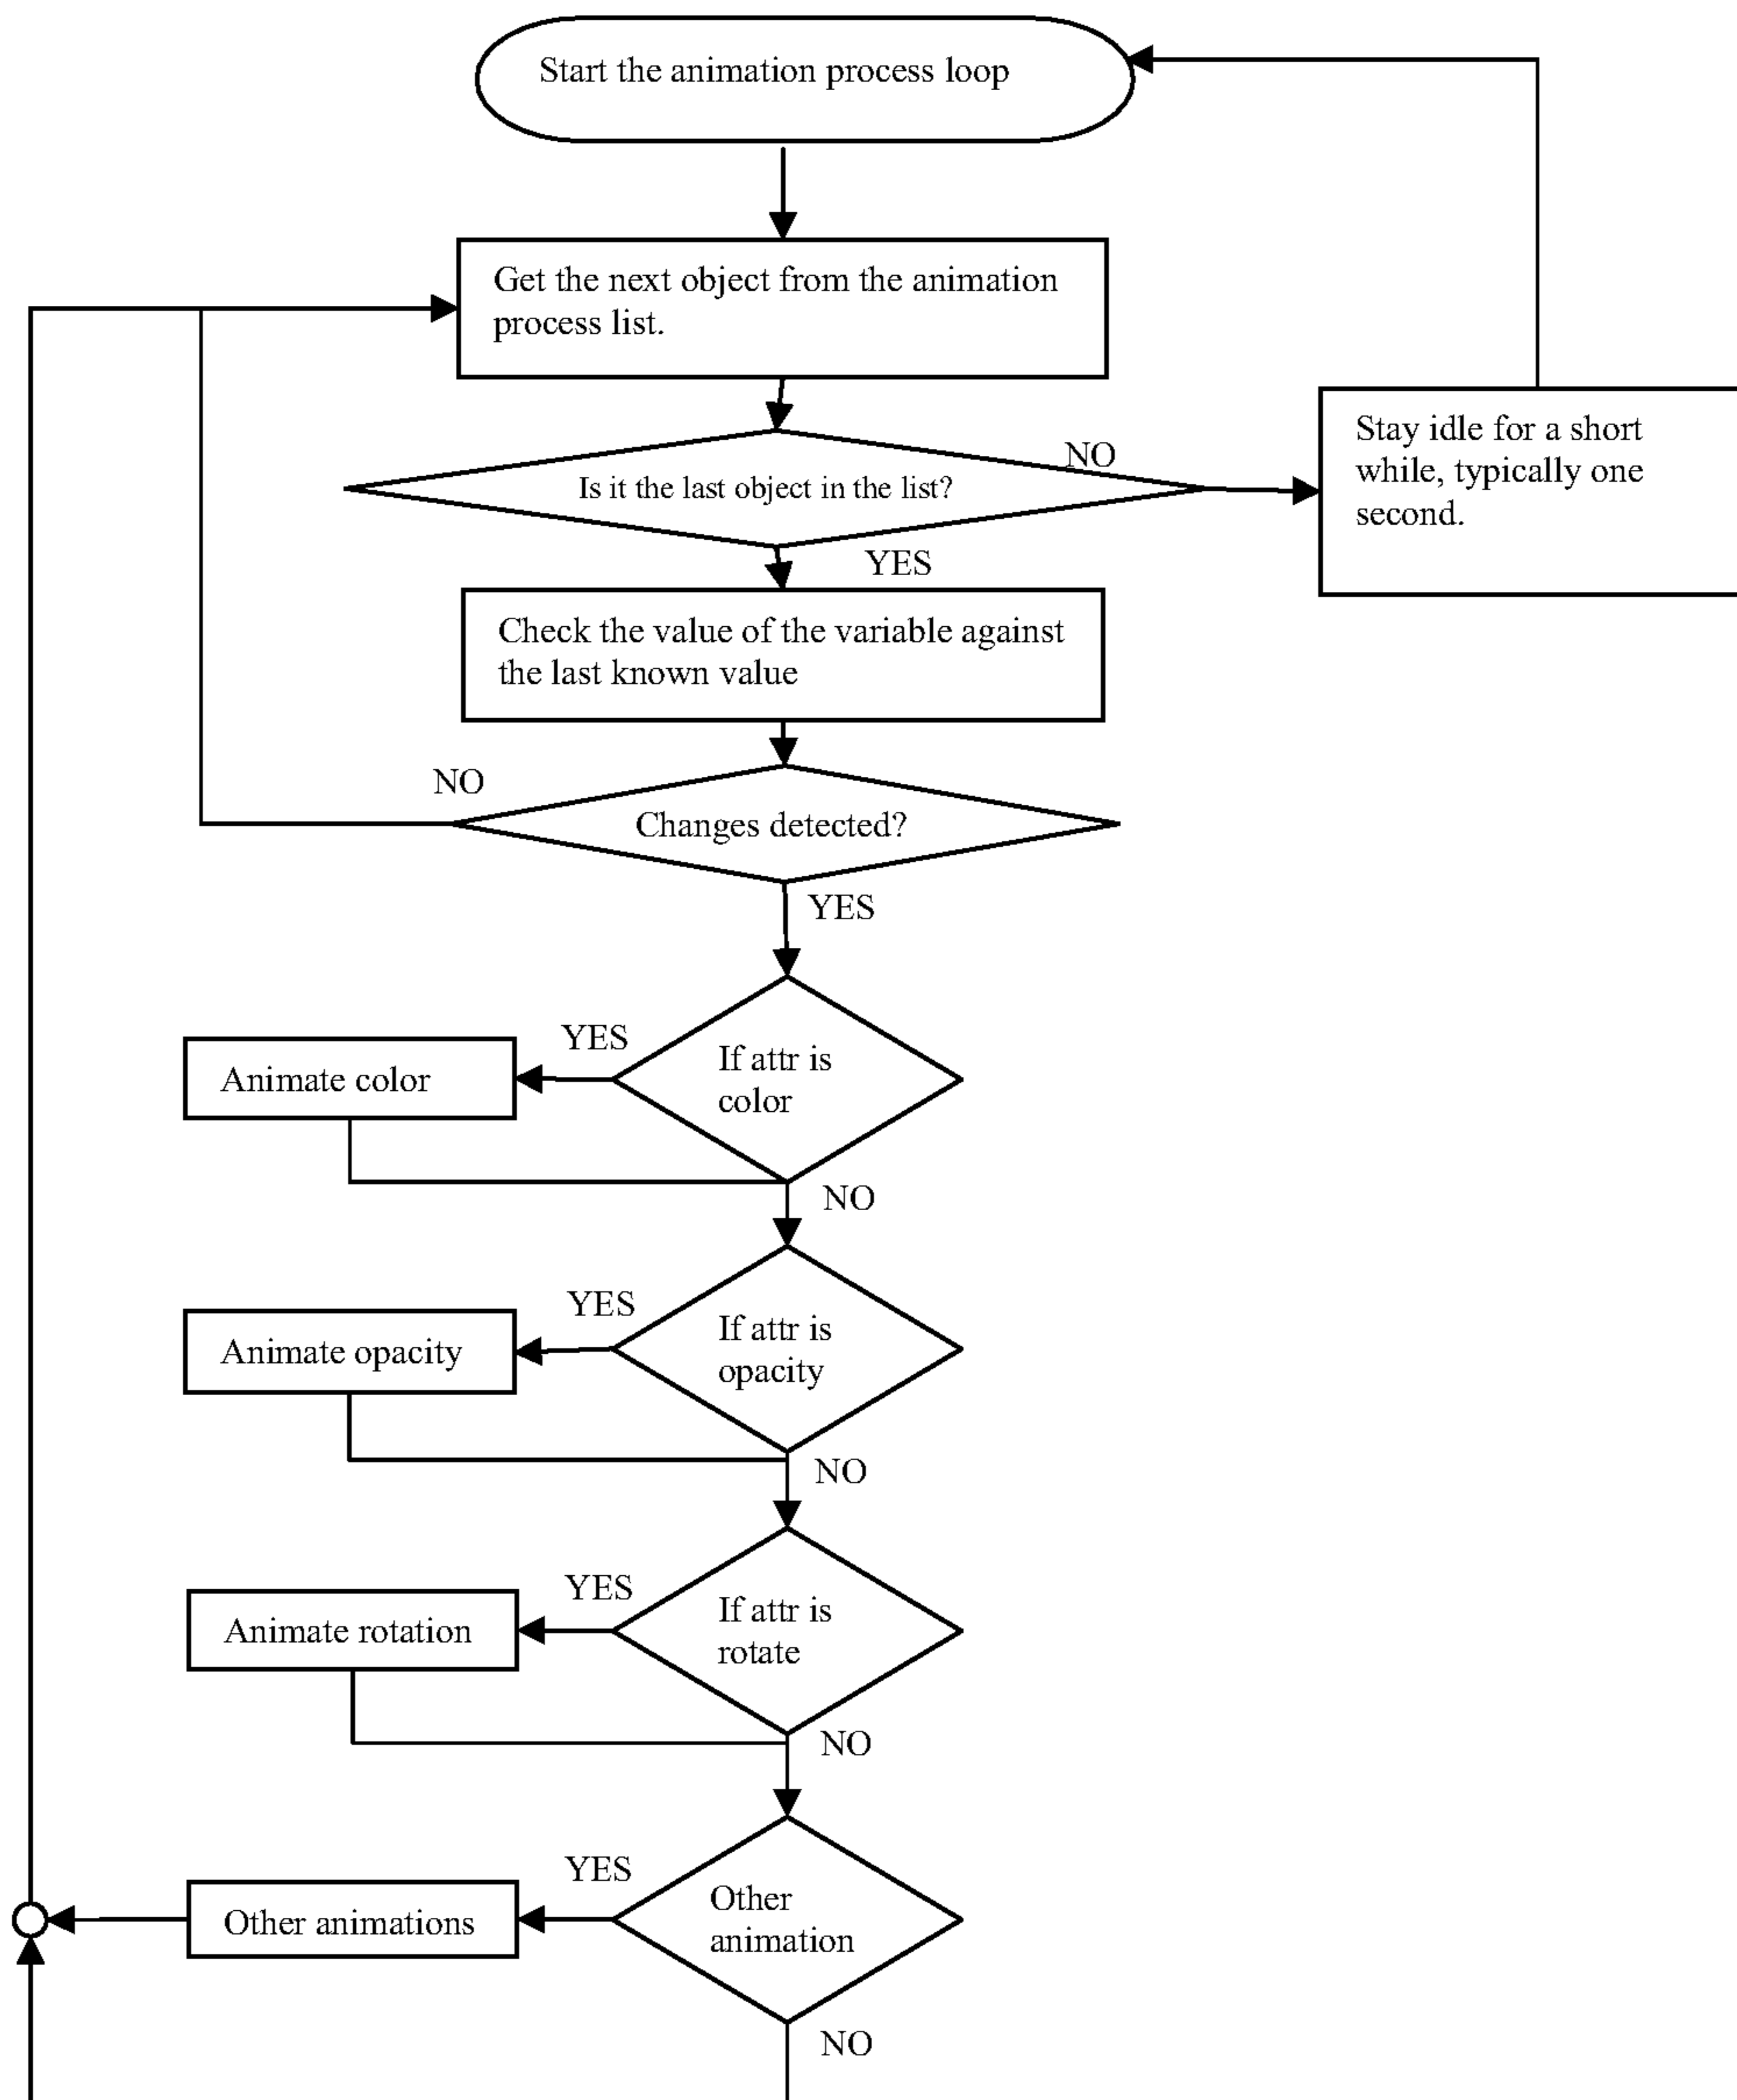 Start the animation process loop
Get the next object from the animation
process list.
NO
Is it the last object in the list?
Stay idle for a short
while, typically one
second.
YES
Check the value of the variable against
the last known value
NO
Changes detected?
YES
YES
If attr is
color
Animate color
NO
YES
If attr is
opacity
Animate opacity
NO
YES
If attr is
rotate
Animate rotation
NO
YES
Other
animation
Other animations
NO